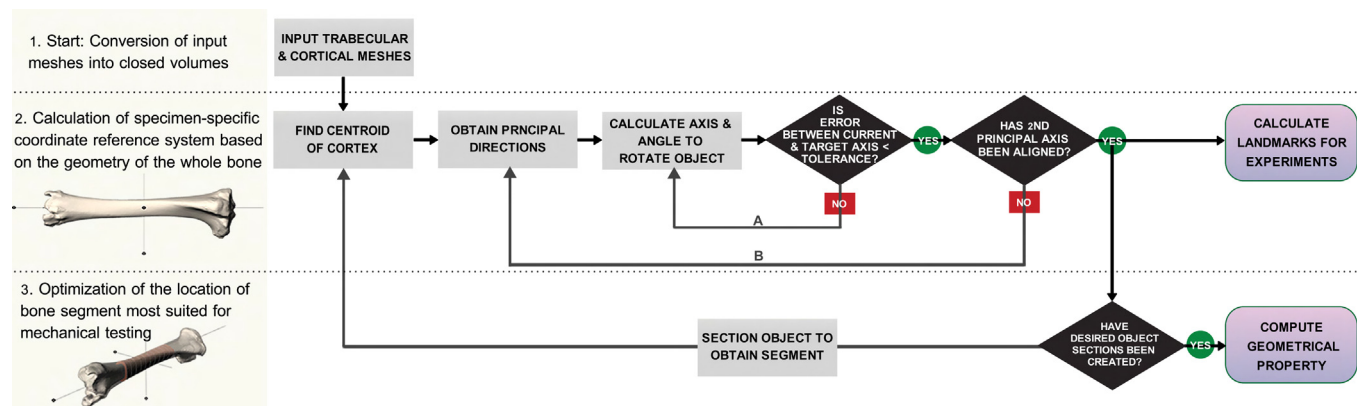 1. Start: Conversion of input
meshes into closed volumes
INPUT TRABECULAR
& CORTICAL MESHES
2. Calculation of specimen-specific
coordinate reference system based
on the geometry of the whole bone
FIND CENTROID
OF CORTEX
OBTAIN PRNCIPAL
DIRECTIONS
CALCULATE AXIS &
ANGLE TO
ROTATE OBJECT
IS
ERROR
BETWEEN CURRENT
& TARGET AXIS <
TOLERANCE?
YES
HAS 2ND
PRINCIPAL AXIS
BEEN ALIGNED?
YES
CALCULATE
LANDMARKS FOR
EXPERIMENTS
NO
NO
A
B
3. Optimization of the location of
bone segment most suited for
mechanical testing
SECTION OBJECT TO
OBTAIN SEGMENT
HAVE
DESIRED OBJECT
SECTIONS BEEN
CREATED?
YES
COMPUTE
GEOMETRICAL
PROPERTY